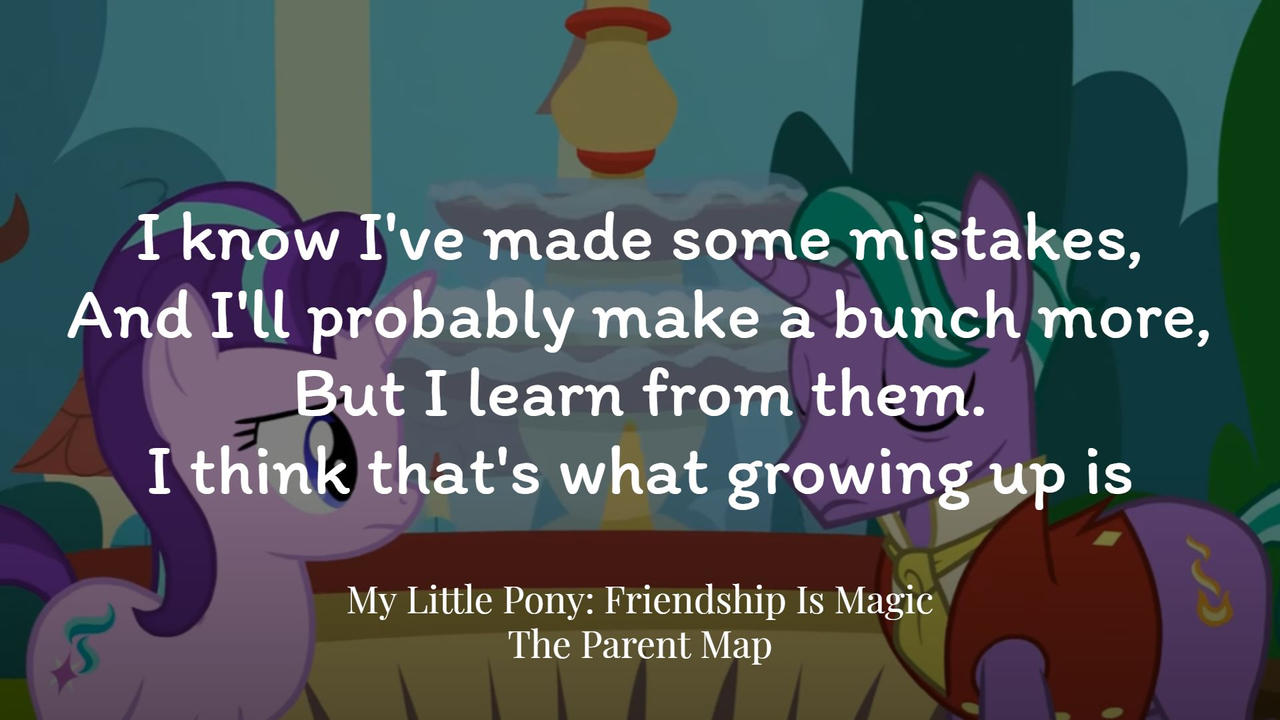 I know I've made some mistakes,
And I'll probably make a bunch more,
But I learn from them.
I think that's what growing up is
My Little Pony: Friendship Is Magic
The Parent Map